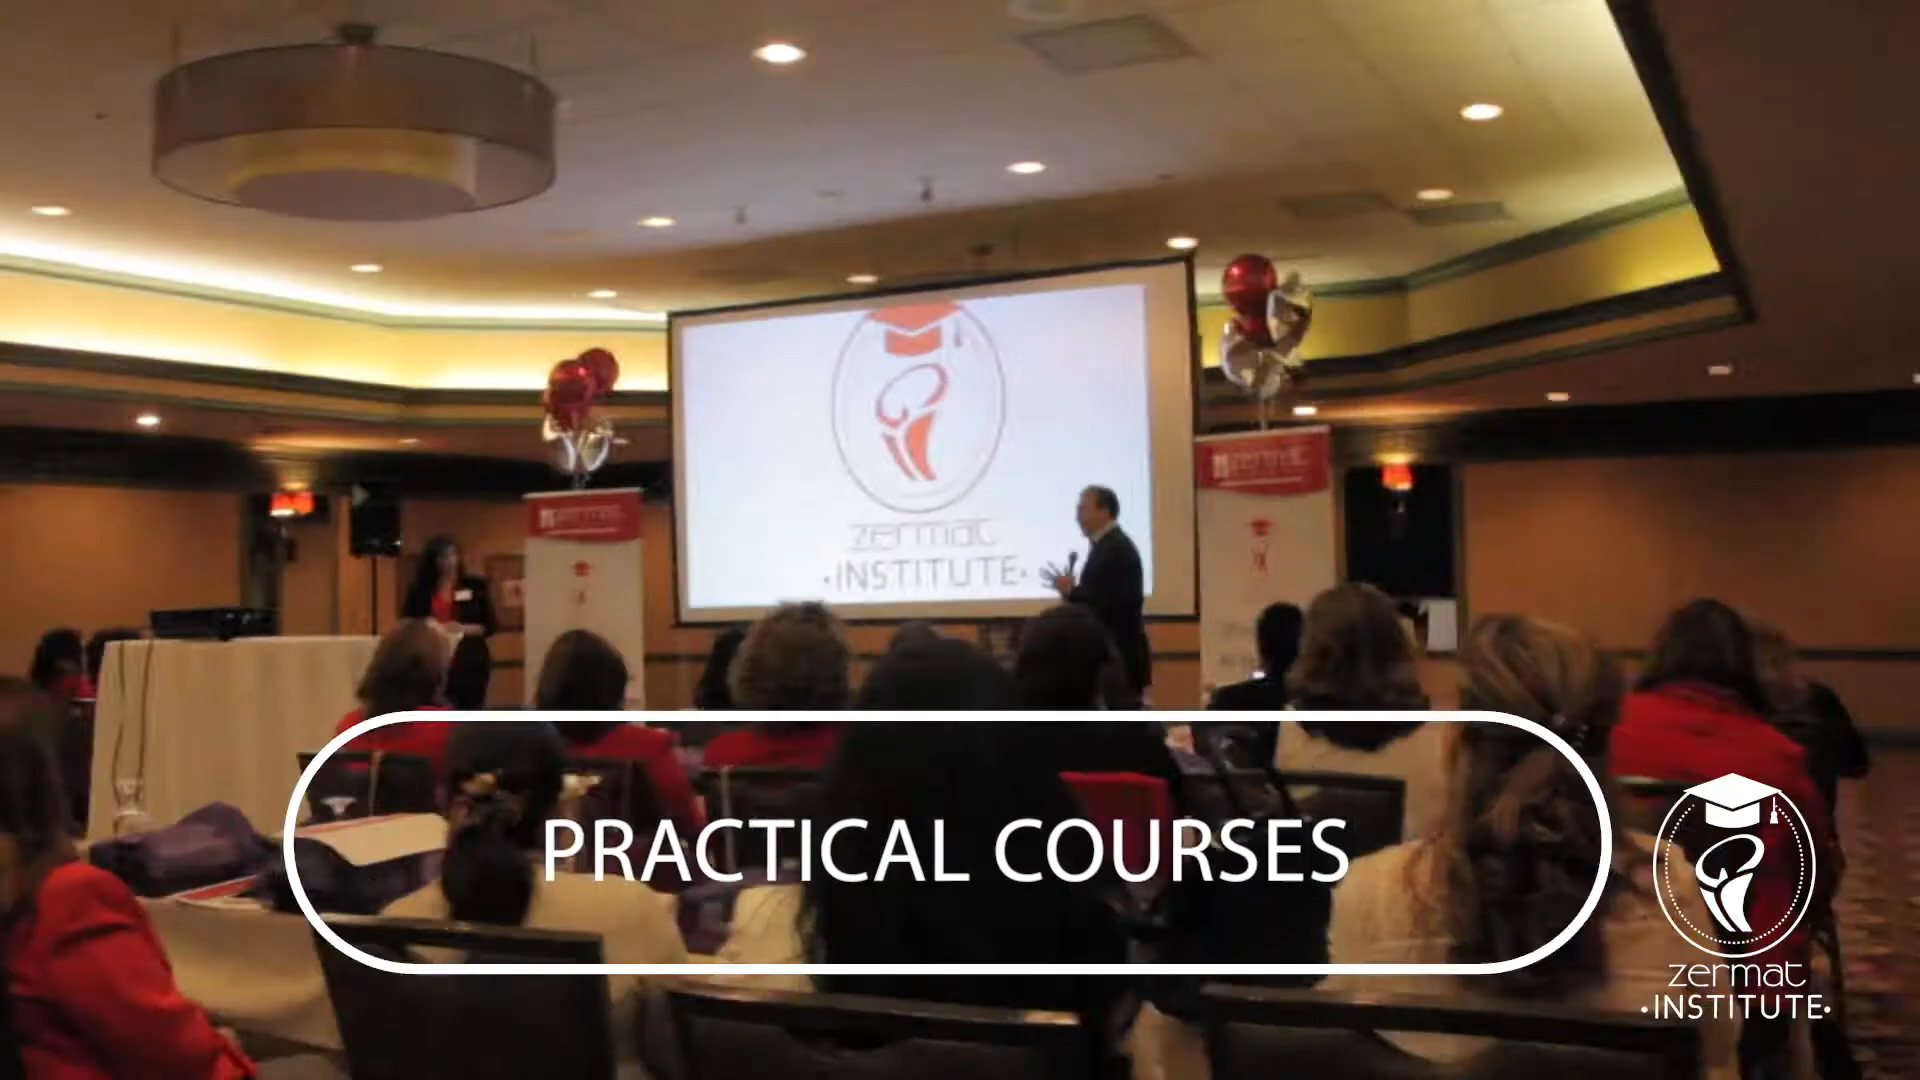 zermat
·INSTITUTE·
PRACTICAL COURSES
zermat
·INSTITUTE·